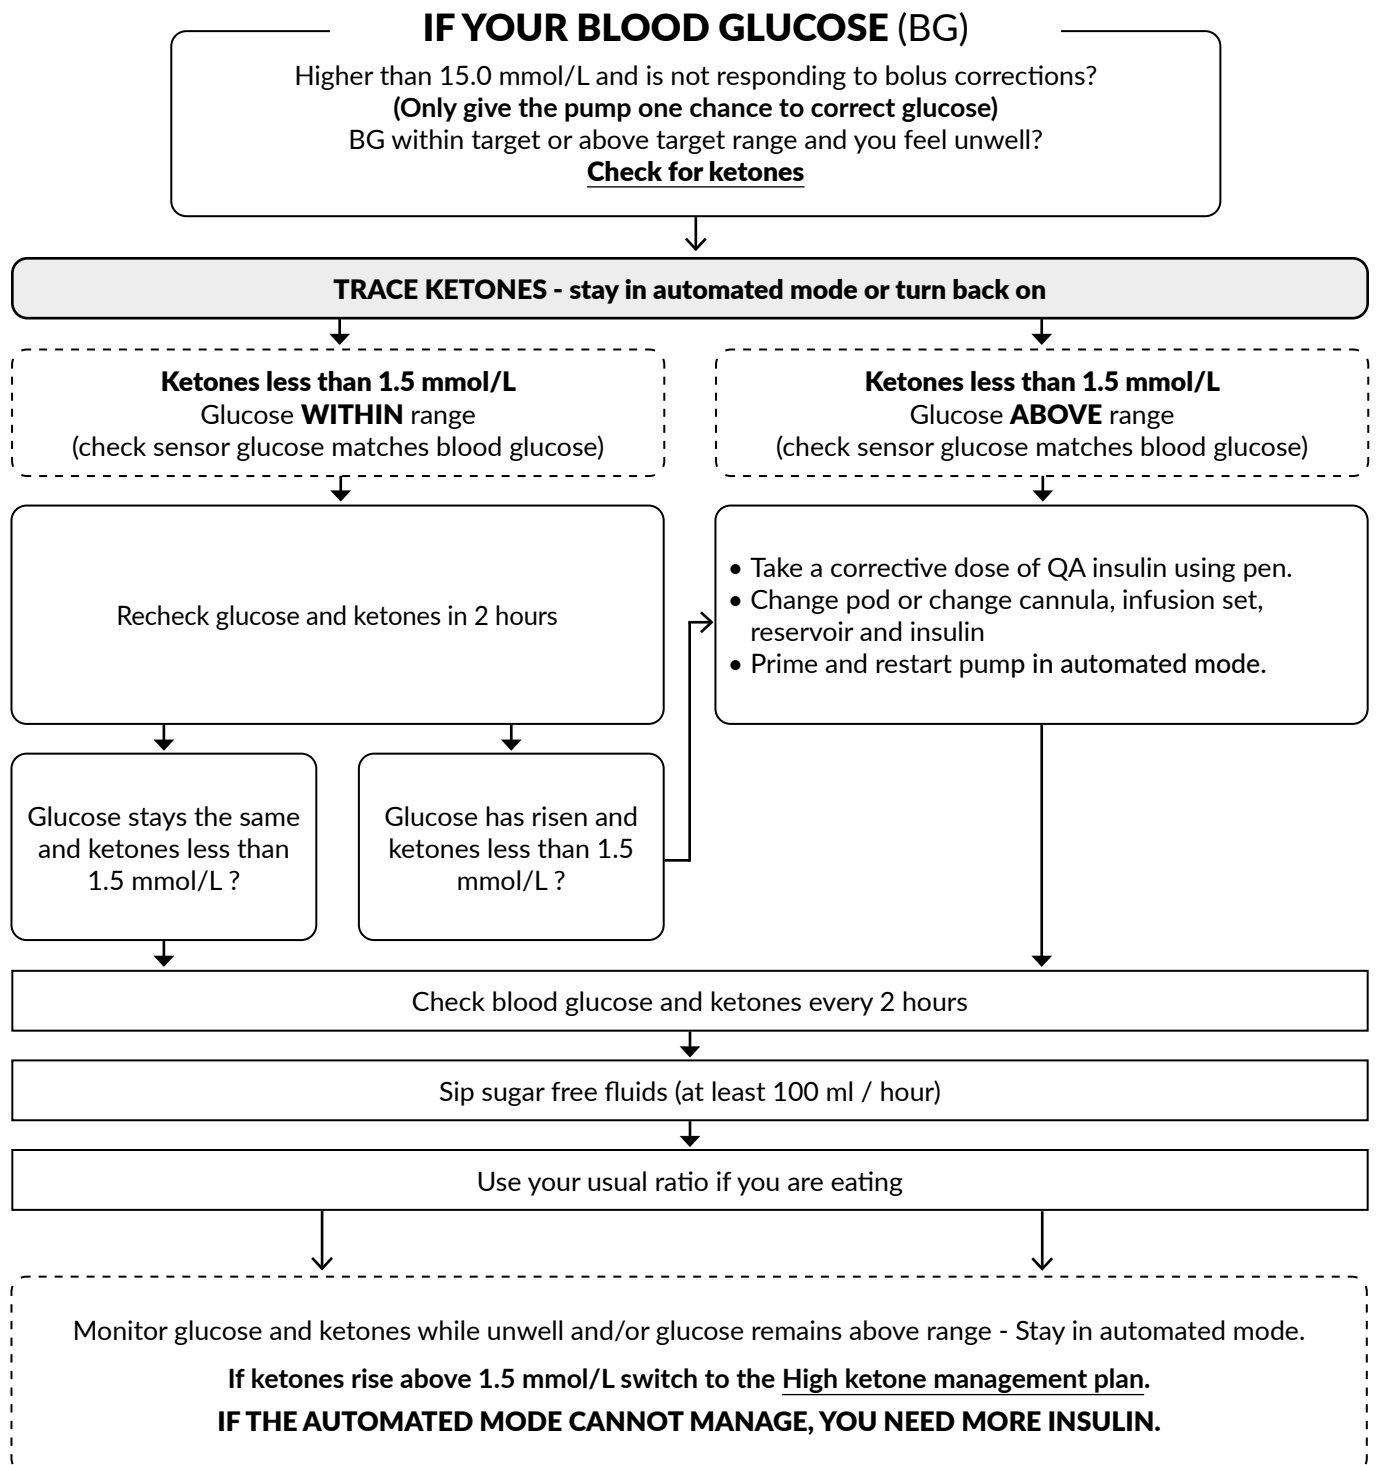 IF YOUR BLOOD GLUCOSE (BG)
Higher than 15.0 mmol/L and is not responding to bolus corrections?
(Only give the pump one chance to correct glucose)
BG within target or above target range and you feel unwell?
Check for ketones
TRACE KETONES - stay in automated mode or turn back on
Ketones less than 1.5 mmol/L
Glucose WITHIN range
(check sensor glucose matches blood glucose)
Ketones less than 1.5 mmol/L
Glucose ABOVE range
(check sensor glucose matches blood glucose)
Recheck glucose and ketones in 2 hours
• Take a corrective dose of QA insulin using pen.
• Change pod or change cannula, infusion set,
reservoir and insulin
• Prime and restart pump in automated mode.
Glucose stays the same
and ketones less than
1.5 mmol/L ?
Glucose has risen and
ketones less than 1.5
mmol/L ?
Check blood glucose and ketones every 2 hours
Sip sugar free fluids (at least 100 ml / hour)
Use your usual ratio if you are eating
Monitor glucose and ketones while unwell and/or glucose remains above range - Stay in automated mode.
If ketones rise above 1.5 mmol/L switch to the High ketone management plan.
IF THE AUTOMATED MODE CANNOT MANAGE, YOU NEED MORE INSULIN.